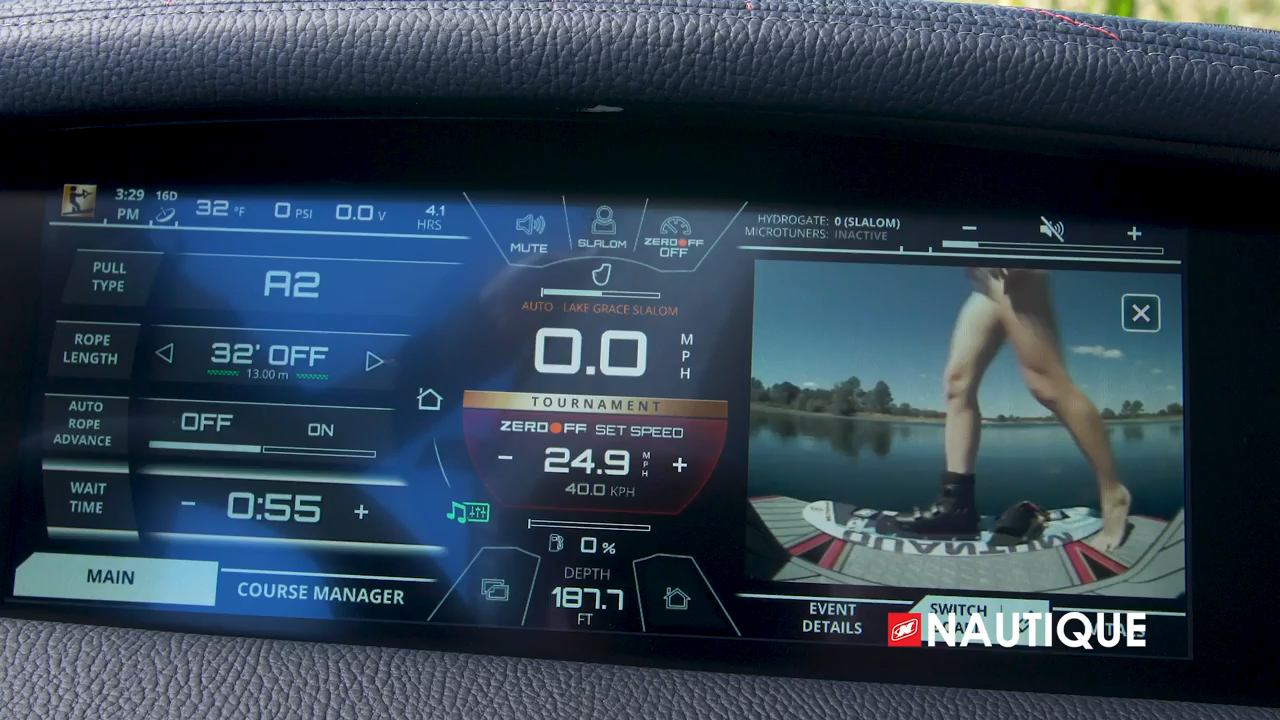 3:29 PM
16D
32 °F
0 PSI
0.0 V
4.1 HRS
MUTE
SLALOM
ZEROOFF
OFF
HYDROGATE: 0 (SLALOM)
MICROTUNERS: INACTIVE
PULL TYPE
A2
ROPE LENGTH
32' OFF
13.00 m
AUTO ROPE ADVANCE
OFF
ON
WAIT TIME
- 0:55 +
MAIN
COURSE MANAGER
AUTO - LAKE GRACE SLALOM
0.0 MPH
TOURNAMENT
ZEROOFF SET SPEED
- 24.9 MPH +
40.0 KPH
0 %
DEPTH
187.7
FT
EVENT
DETAILS
SWITCH
NAUTIQUE